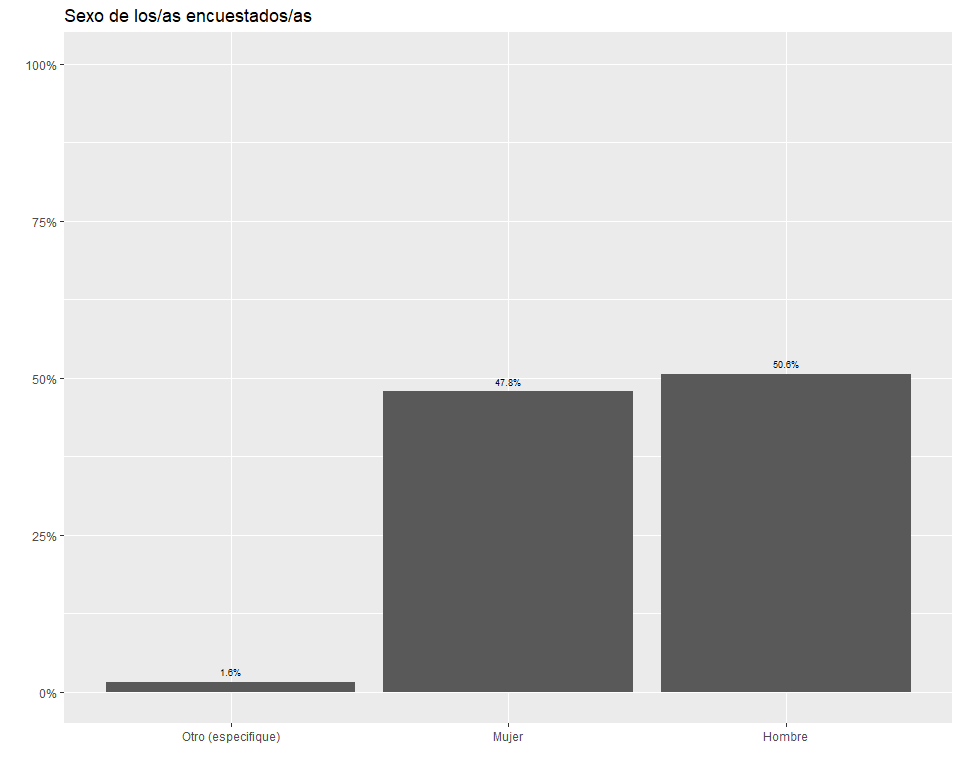 Sexo de los/as encuestados/as
100%
75%
50%
25%
0%
1.6%
47.8%
50.6%
Otro (especifique)
Mujer
Hombre